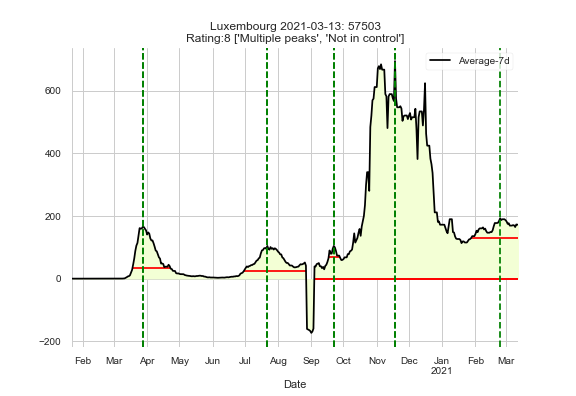 Luxembourg 2021-03-13: 57503
Rating:8 ['Multiple peaks', 'Not in control']
Average-7d
600
400
200
0
−200
Feb Mar Apr May Jun Jul Aug Sep Oct Nov Dec Jan Feb Mar
2021
Date